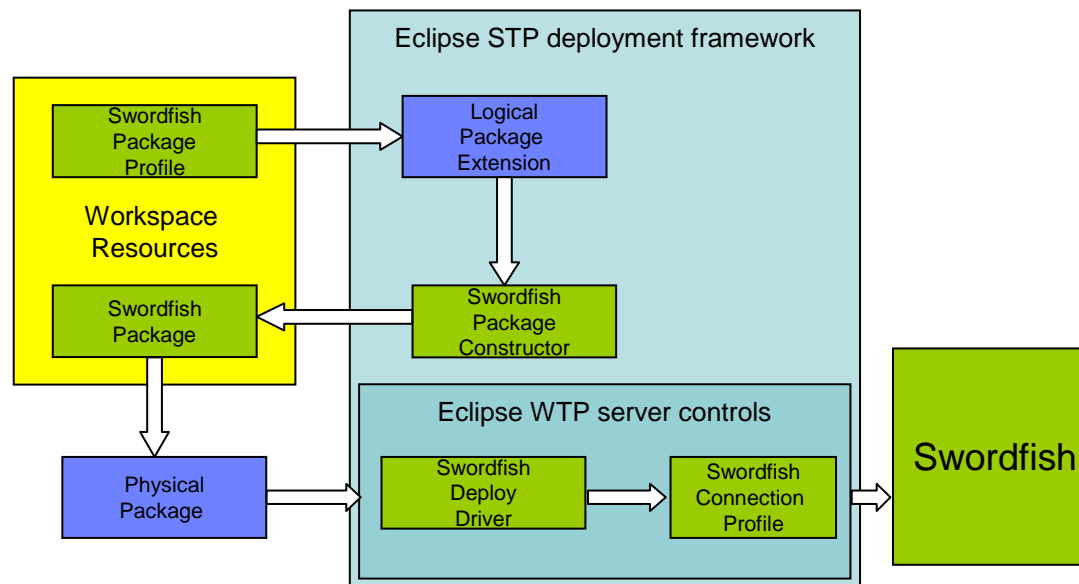 Eclipse STP deployment framework
Swordfish
Package
Profile
Logical
Package
Extension
Workspace
Resources
Swordfish
Package
Swordfish
Package
Constructor
Eclipse WTP server controls
Physical
Package
Swordfish
Deploy
Driver
Swordfish
Connection
Profile
Swordfish